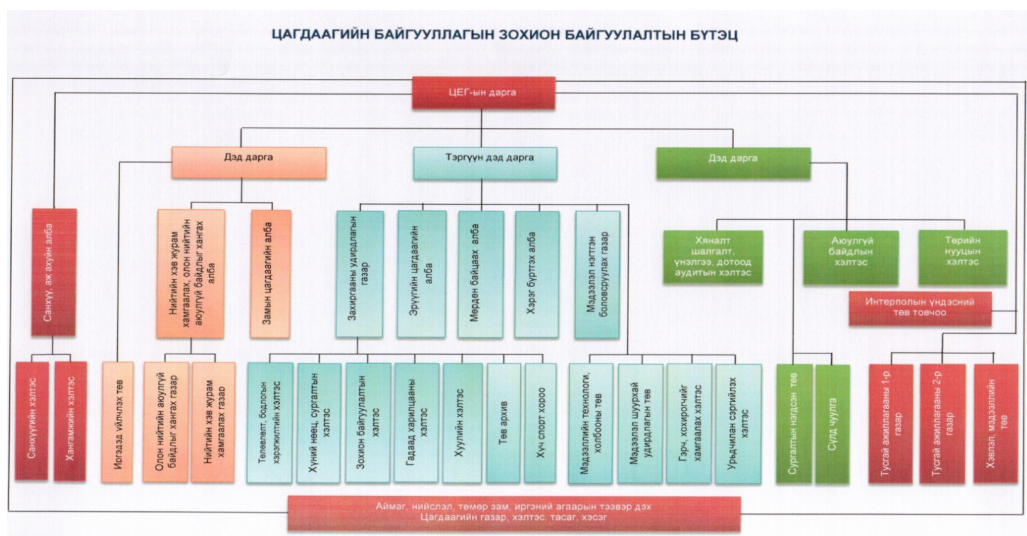 ЦАГДААГИЙН БАЙГУУЛЛАГЫН ЗОХИОН БАЙГУУЛАЛТЫН БҮТЭЦ
ЦЕГ-ын дарга
Дэд дарга
Тэргүүн дэд дарга
Дэд дарга
Санхүү, аж ахуйн алба
Нийтийн хэв журам
хамгаалах, олон нийтийн
аюулгүй байдлыг хангах
алба
Замын цагдаагийн алба
Захиргааны удирдлагын
газар
Эрүүгийн цагдаагийн
алба
Мөрдөн байцаах алба
Хэрэг бүртгэх алба
Мэдээлэл нэгтгэн
боловсруулах газар
Хяналт
шалгалт,
үнэлгээ, дотоод
аудитын хэлтэс
Аюулгүй
байдлын
хэлтэс
Төрийн
нууцын
хэлтэс
Интерполын үндэсний
төв товчоо
Санхүүгийн хэлтэс
Хангамжийн хэлтэс
Иргэдэд үйлчлэх төв
Олон нийтийн аюулгүй
байдлыг хангах газар
Нийтийн хэв журам
хамгаалах газар
Төлөвлөлт, бодлогын
хэрэгжилтийн хэлтэс
Хүний нөөц, сургалтын
хэлтэс
Зохион байгуулалтын
хэлтэс
Гадаад харилцааны
хэлтэс
Хуулийн хэлтэс
Төв архив
Хүч спорт хороо
Мэдээллийн технологи,
холбооны төв
Мэдээлэл шуурхай
удирдлагын төв
Гэрч, хохирогчийг
хамгаалах хэлтэс
Урьдчилан сэргийлэх
хэлтэс
Сургалтын нэгдсэн төв
Сүлд чуулга
Тусгай ажиллагааны 1-р
газар
Тусгай ажиллагааны 2-р
газар
Хэвлэл, мэдээллийн
төв
Аймаг, нийслэл, төмөр зам, иргэний агаарын тээвэр дэх
Цагдаагийн газар, хэлтэс, тасаг, хэсэг